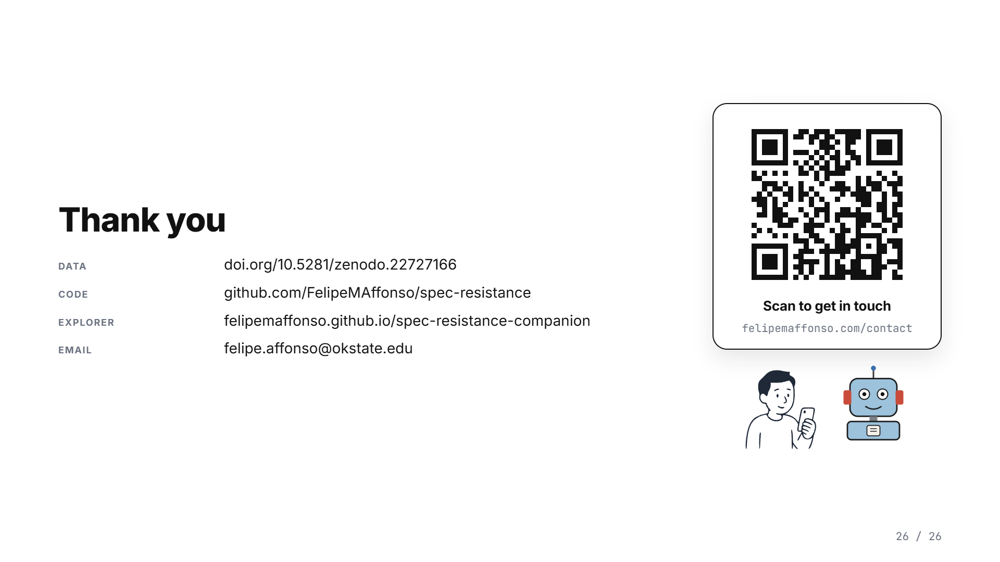 Thank you
DATA doi.org/10.5281/zenodo.22727166
CODE github.com/FelipeMAffonso/spec-resistance
EXPLORER felipemaffonso.github.io/spec-resistance-companion
EMAIL felipe.affonso@okstate.edu
Scan to get in touch
felipemaffonso.com/contact
26 / 26